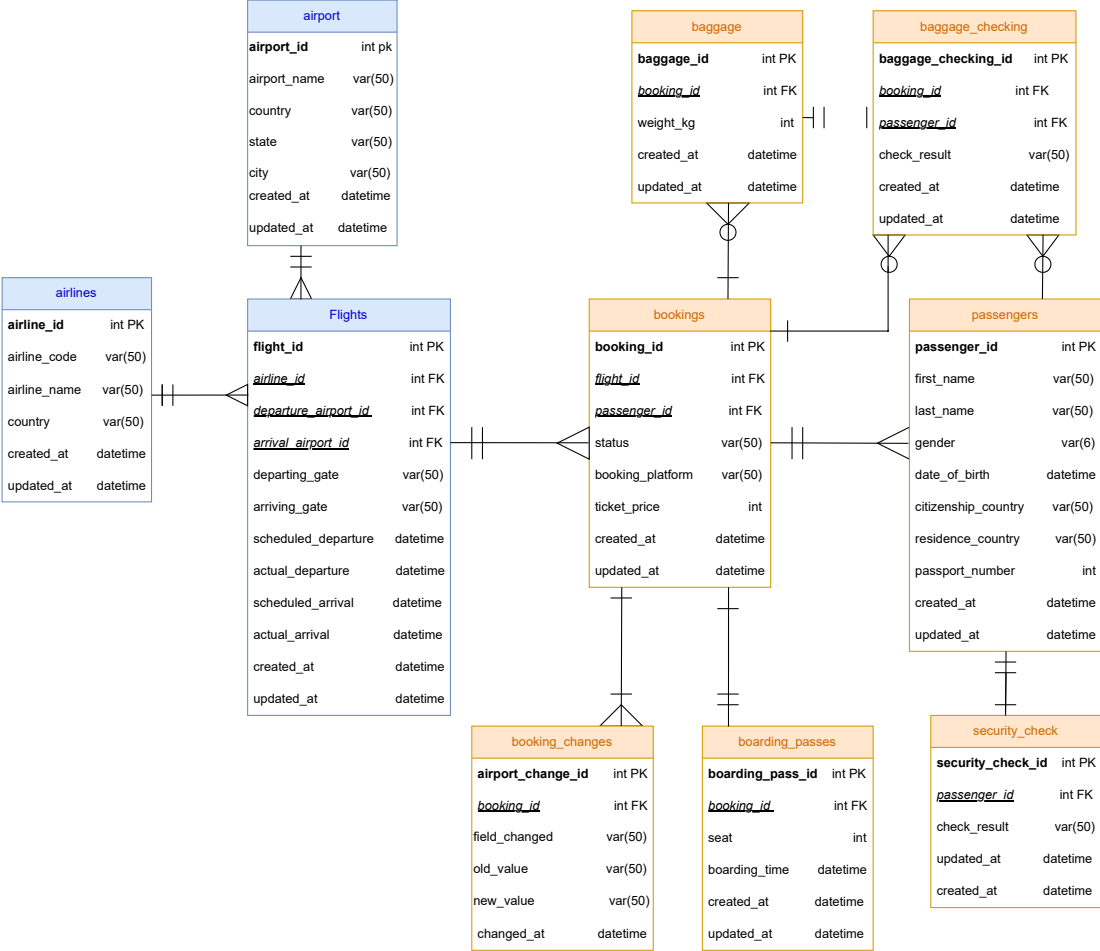 airport
airport_id int pk
airport_name var(50)
country var(50)
state var(50)
city var(50)
created_at datetime
updated_at datetime
baggage
baggage_id int PK
booking_id int FK
weight_kg int
created_at datetime
updated_at datetime
baggage_checking
baggage_checking_id int PK
booking_id int FK
passenger_id int FK
check_result var(50)
created_at datetime
updated_at datetime
airlines
airline_id int PK
airline_code var(50)
airline_name var(50)
country var(50)
created_at datetime
updated_at datetime
Flights
flight_id int PK
airline_id int FK
departure_airport_id int FK
arrival_airport_id int FK
departing_gate var(50)
arriving_gate var(50)
scheduled_departure datetime
actual_departure datetime
scheduled_arrival datetime
actual_arrival datetime
created_at datetime
updated_at datetime
bookings
booking_id int PK
flight_id int FK
passenger_id int FK
status var(50)
booking_platform var(50)
ticket_price int
created_at datetime
updated_at datetime
passengers
passenger_id int PK
first_name var(50)
last_name var(50)
gender var(6)
date_of_birth datetime
citizenship_country var(50)
residence_country var(50)
passport_number int
created_at datetime
updated_at datetime
booking_changes
airport_change_id int PK
booking_id int FK
field_changed var(50)
old_value var(50)
new_value var(50)
changed_at datetime
boarding_passes
boarding_pass_id int PK
booking_id int FK
seat int
boarding_time datetime
created_at datetime
updated_at datetime
security_check
security_check_id int PK
passenger_id int FK
check_result var(50)
updated_at datetime
created_at datetime